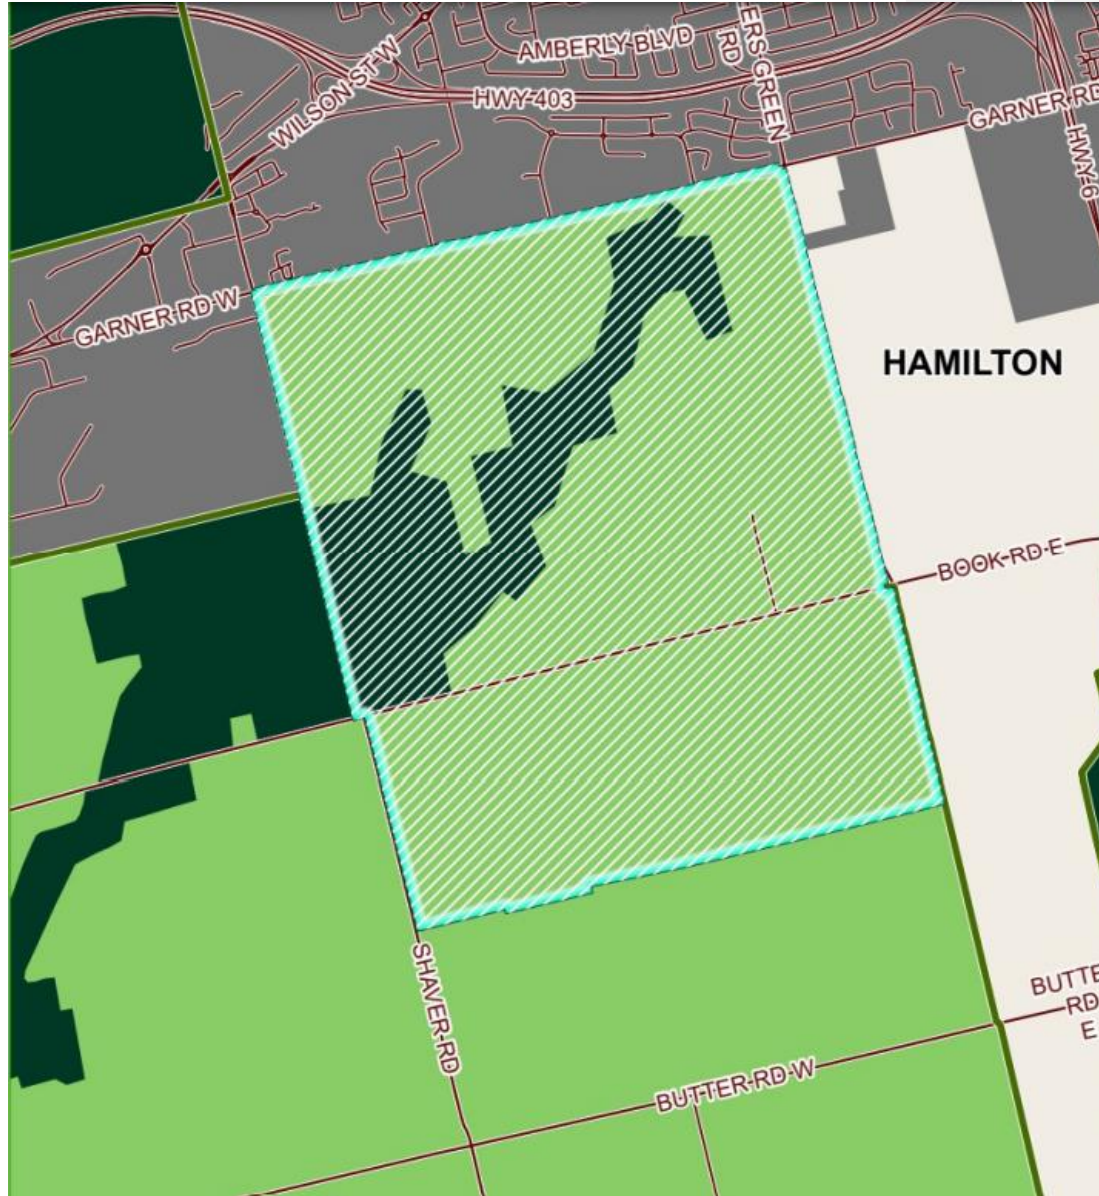 AMBERLY BLVD
ERS GREEN
RD
WILSON ST W
HWY 403
GARNER RD
HWY 6
GARNER RD W
HAMILTON
BOOK RD E
SHAVER RD
BUTTE
RD
E
BUTTER RD W